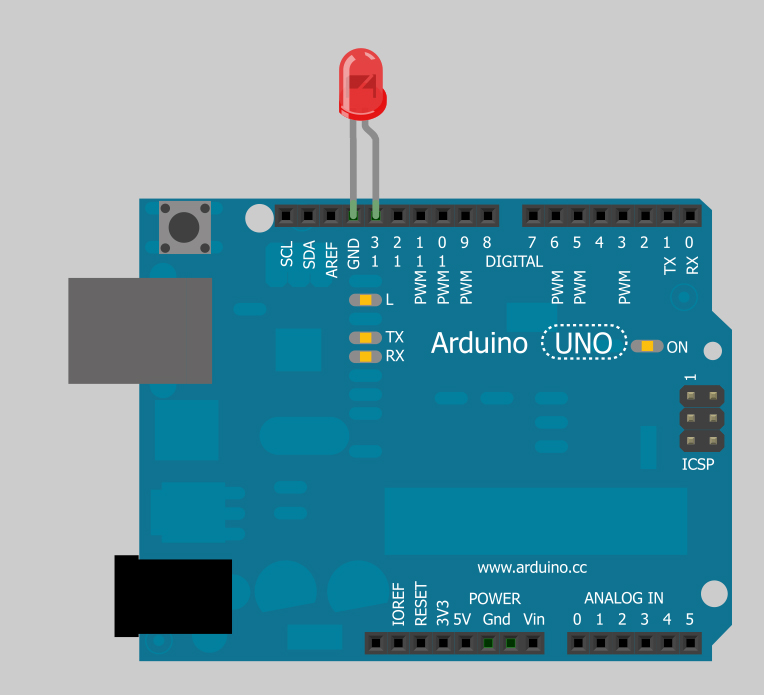 SCL SDA AREF GND 13 12 PWM 11 PWM 10 PWM 9 8 7 PWM 6 PWM 5 4 PWM 3 2 TX 1 RX 0
DIGITAL
L
TX
RX
Arduino UNO
ON
1
ICSP
www.arduino.cc
POWER
ANALOG IN
IOREF RESET 3V3 5V Gnd Vin 0 1 2 3 4 5